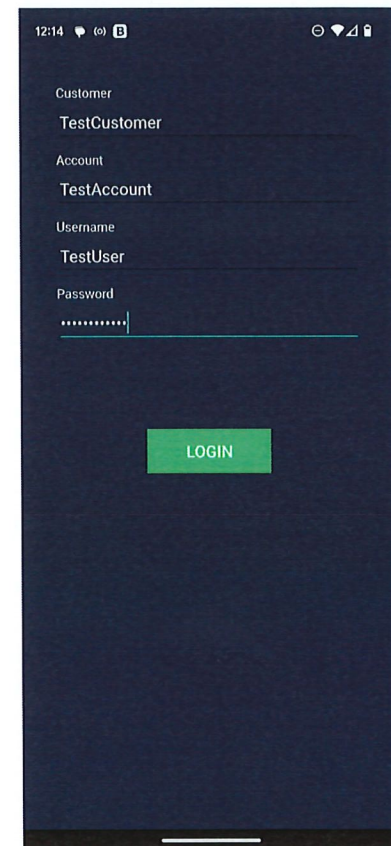 12:14 B
Customer
TestCustomer
Account
TestAccount
Username
TestUser
Password
••••••••••••
LOGIN